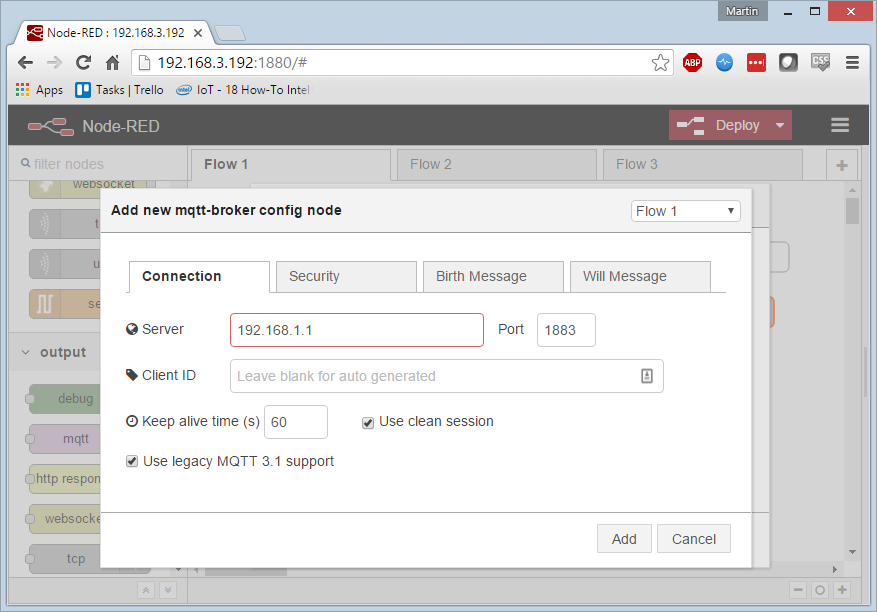 Martin
Node-RED : 192.168.3.192
192.168.3.192:1880/#
ABP
CSS
Apps
Tasks | Trello
intel
IoT - 18 How-To Intel
Node-RED
Deploy
filter nodes
Flow 1
Flow 2
Flow 3
websocket
Add new mqtt-broker config node
Flow 1
Connection
Security
Birth Message
Will Message
Server
192.168.1.1
Port
1883
Client ID
Leave blank for auto generated
Keep alive time (s)
60
Use clean session
Use legacy MQTT 3.1 support
output
debug
mqtt
http respon
websocke
tcp
Add
Cancel